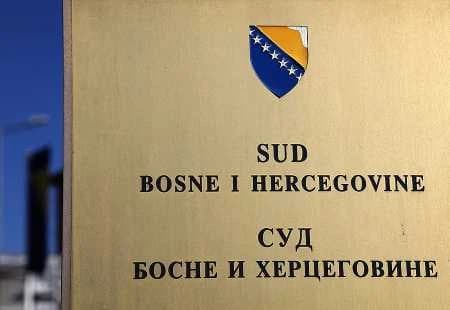 SUD
BOSNE I HERCEGOVINE
СУД
БОСНЕ И ХЕРЦЕГОВИНЕ